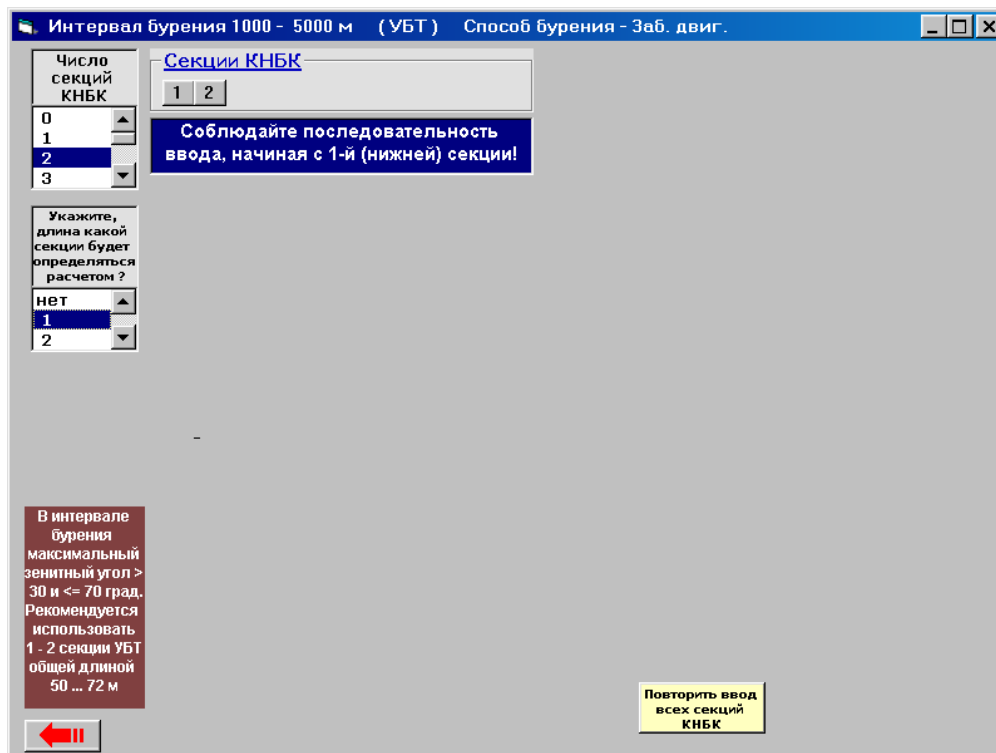 Интервал бурения 1000 - 5000 м (УБТ) Способ бурения - Заб. двиг.
Число
секций
КНБК
0
1
2
3
Секции КНБК
1 2
Соблюдайте последовательность
ввода, начиная с 1-й (нижней) секции!
Укажите,
длина какой
секции будет
определяться
расчетом ?
нет
1
2
-
В интервале
бурения
максимальный
зенитный угол >
30 и <= 70 град.
Рекомендуется
использовать
1 - 2 секции УБТ
общей длиной
50 ... 72 м
Повторить ввод
всех секций
КНБК